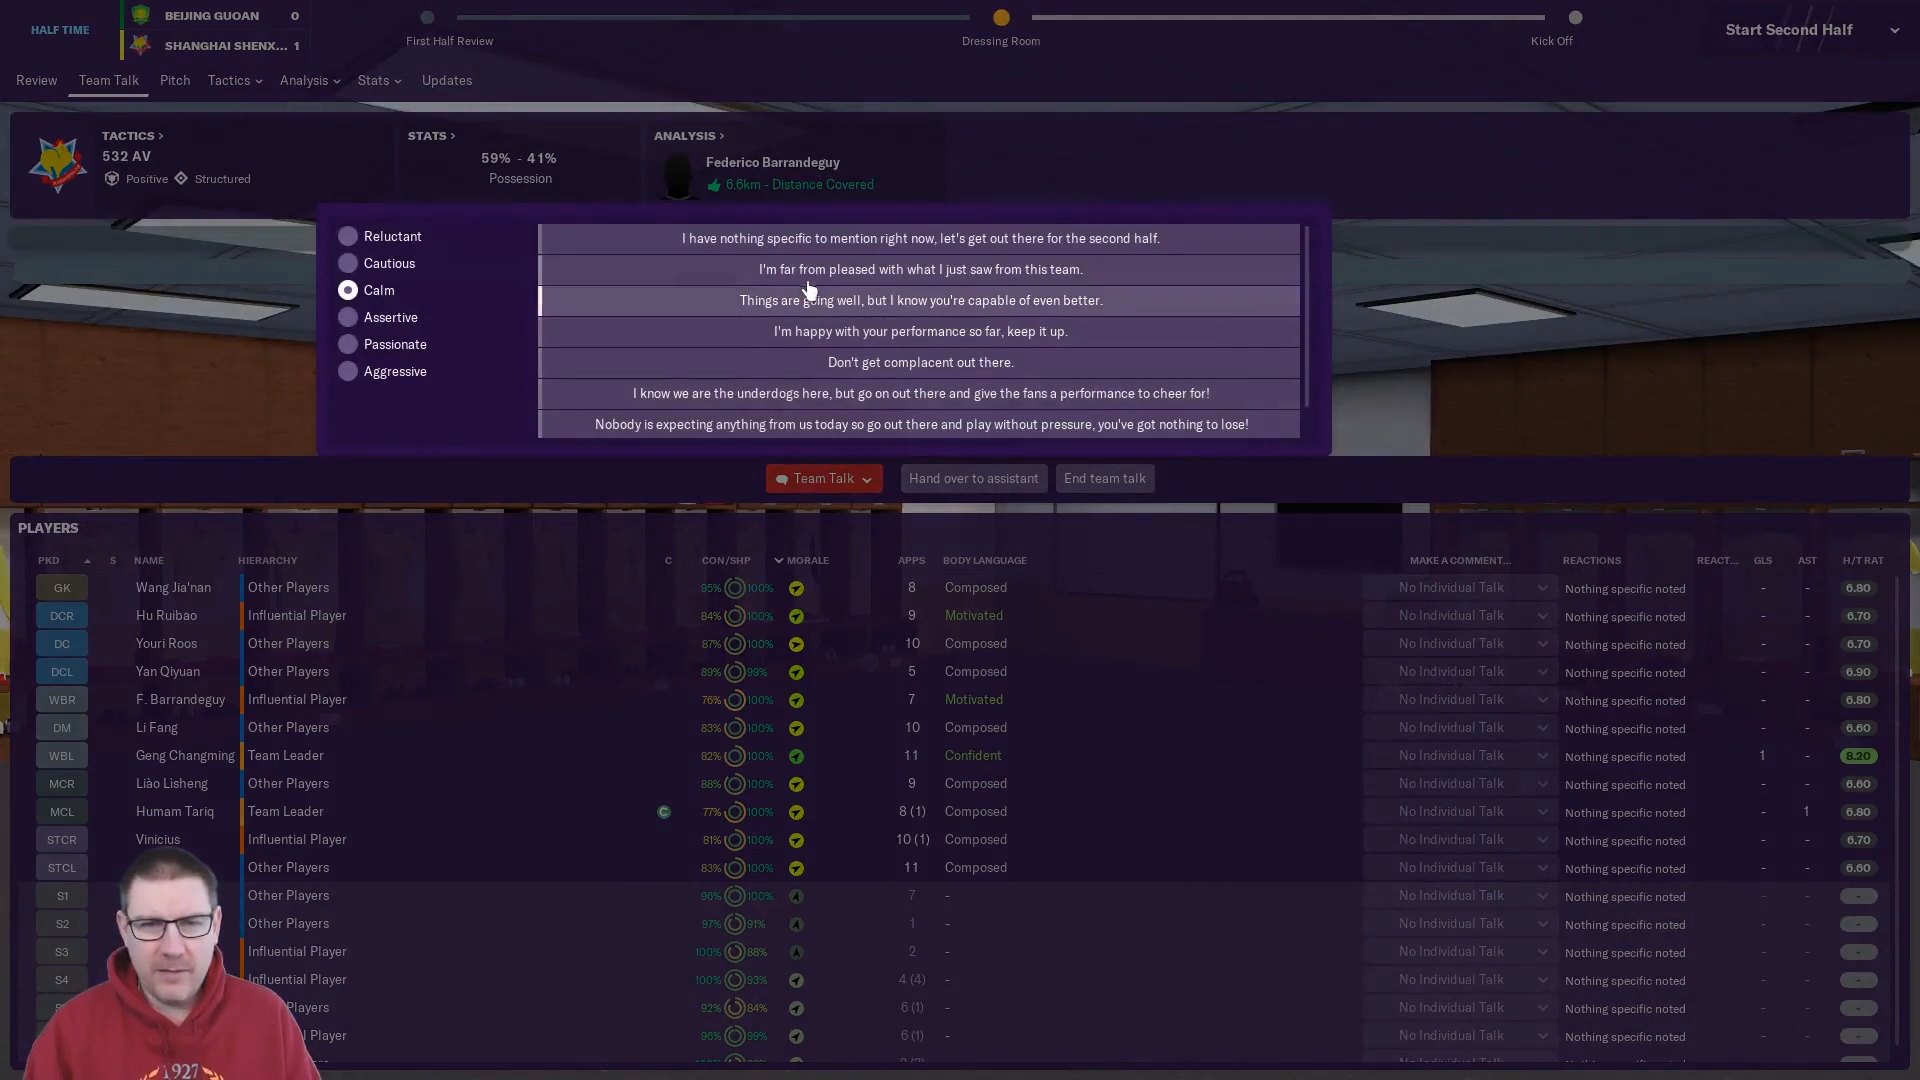 HALF TIME
BEIJING GUOAN 0
SHANGHAI SHENX... 1
First Half Review
Dressing Room
Kick Off
Start Second Half
Review Team Talk Pitch Tactics Analysis Stats Updates
TACTICS >
532 AV
Positive Structured
STATS >
59% - 41%
Possession
ANALYSIS >
Federico Barrandeguy
6.6km - Distance Covered
Reluctant
Cautious
Calm
Assertive
Passionate
Aggressive
I have nothing specific to mention right now, let's get out there for the second half.
I'm far from pleased with what I just saw from this team.
Things are going well, but I know you're capable of even better.
I'm happy with your performance so far, keep it up.
Don't get complacent out there.
I know we are the underdogs here, but go on out there and give the fans a performance to cheer for!
Nobody is expecting anything from us today so go out there and play without pressure, you've got nothing to lose!
Team Talk Hand over to assistant End team talk
PLAYERS
PKD S NAME HIERARCHY C CON/SHP MORALE APPS BODY LANGUAGE MAKE A COMMENT... REACTIONS REACT... GLS AST H/T RAT
GK Wang Jia'nan Other Players 95% 100% 8 Composed No Individual Talk Nothing specific noted - - 6.80
DCR Hu Ruibao Influential Player 84% 100% 9 Motivated No Individual Talk Nothing specific noted - - 6.70
DC Youri Roos Other Players 87% 100% 10 Composed No Individual Talk Nothing specific noted - - 6.70
DCL Yan Qiyuan Other Players 89% 99% 5 Composed No Individual Talk Nothing specific noted - - 6.90
WBR F. Barrandeguy Influential Player 76% 100% 7 Motivated No Individual Talk Nothing specific noted - - 6.80
DM Li Fang Other Players 83% 100% 10 Composed No Individual Talk Nothing specific noted - - 6.60
WBL Geng Changming Team Leader 82% 100% 11 Confident No Individual Talk Nothing specific noted 1 - 8.20
MCR Liào Lìsheng Other Players 88% 100% 9 Composed No Individual Talk Nothing specific noted - - 6.60
MCL Humam Tariq Team Leader C 77% 100% 8 (1) Composed No Individual Talk Nothing specific noted - 1 6.80
STCR Vinicius Influential Player 81% 100% 10 (1) Composed No Individual Talk Nothing specific noted - - 6.70
STCL Other Players 83% 100% 11 Composed No Individual Talk Nothing specific noted - - 6.60
S1 Other Players 96% 100% 7 - No Individual Talk Nothing specific noted - - -
S2 Other Players 97% 91% 1 - No Individual Talk Nothing specific noted - - -
S3 Influential Player 100% 88% 2 - No Individual Talk Nothing specific noted - - -
S4 Influential Player 100% 93% 4 (4) - No Individual Talk Nothing specific noted - - -
Players 92% 84% 6 (1) - No Individual Talk Nothing specific noted - - -
Player 96% 99% 6 (1) - No Individual Talk Nothing specific noted - - -
1927